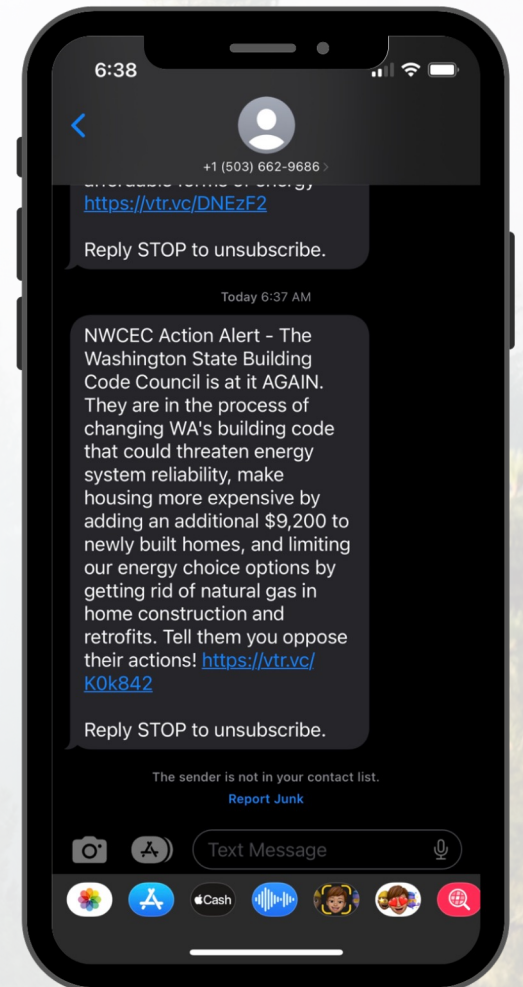 6:38
+1 (503) 662-9686
https://vtr.vc/DNEzF2
Reply STOP to unsubscribe.
Today 6:37 AM
NWCEC Action Alert - The
Washington State Building
Code Council is at it AGAIN.
They are in the process of
changing WA's building code
that could threaten energy
system reliability, make
housing more expensive by
adding an additional $9,200 to
newly built homes, and limiting
our energy choice options by
getting rid of natural gas in
home construction and
retrofits. Tell them you oppose
their actions! https://vtr.vc/
K0k842
Reply STOP to unsubscribe.
The sender is not in your contact list.
Report Junk
Text Message
Cash